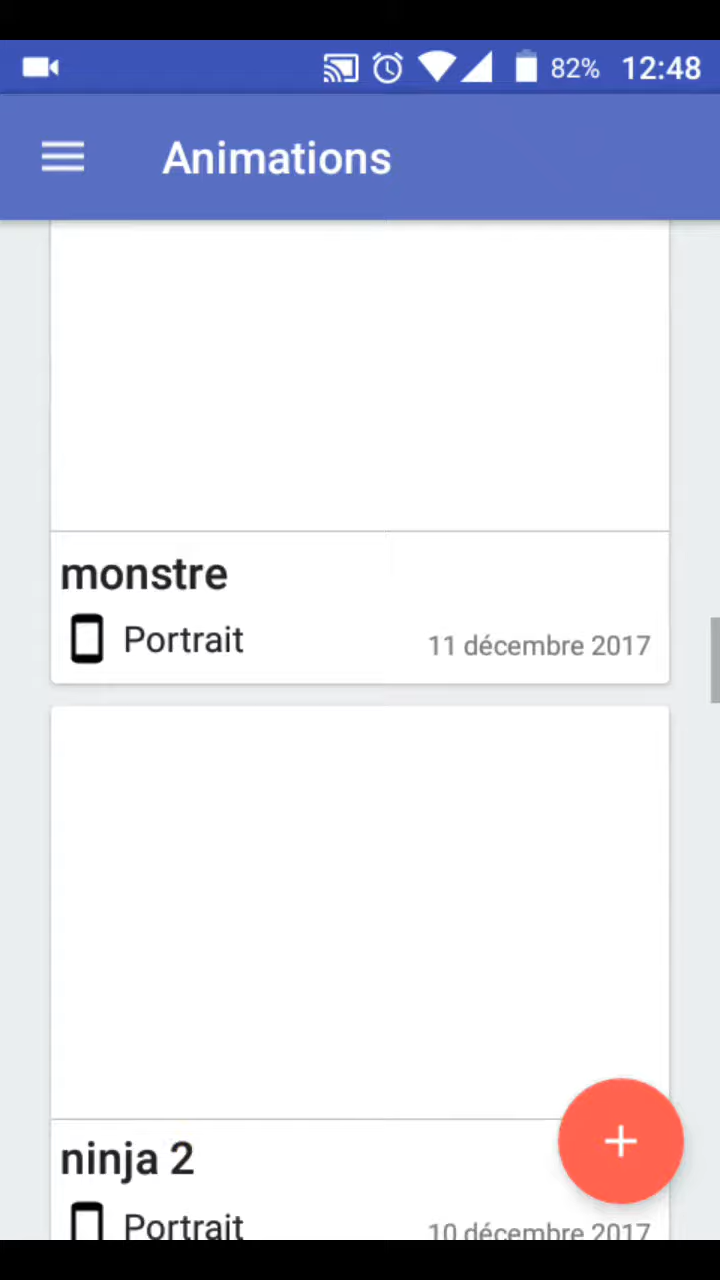 82% 12:48
Animations
monstre
Portrait 11 décembre 2017
ninja 2
Portrait 10 décembre 2017